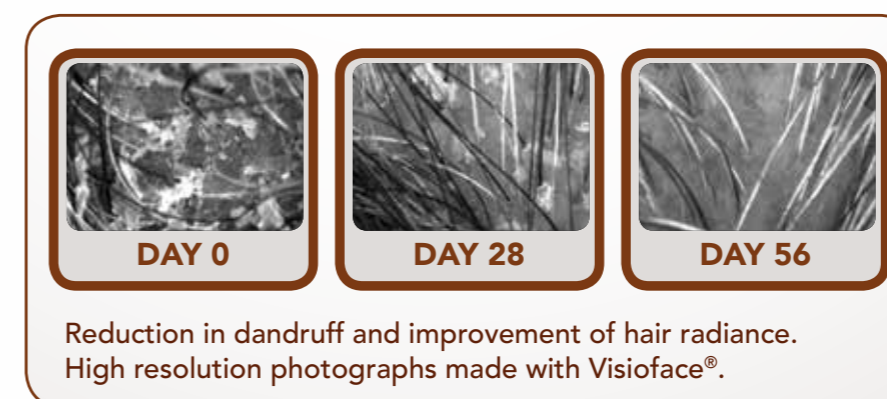 DAY 0
DAY 28
DAY 56
Reduction in dandruff and improvement of hair radiance.
High resolution photographs made with Visioface®.